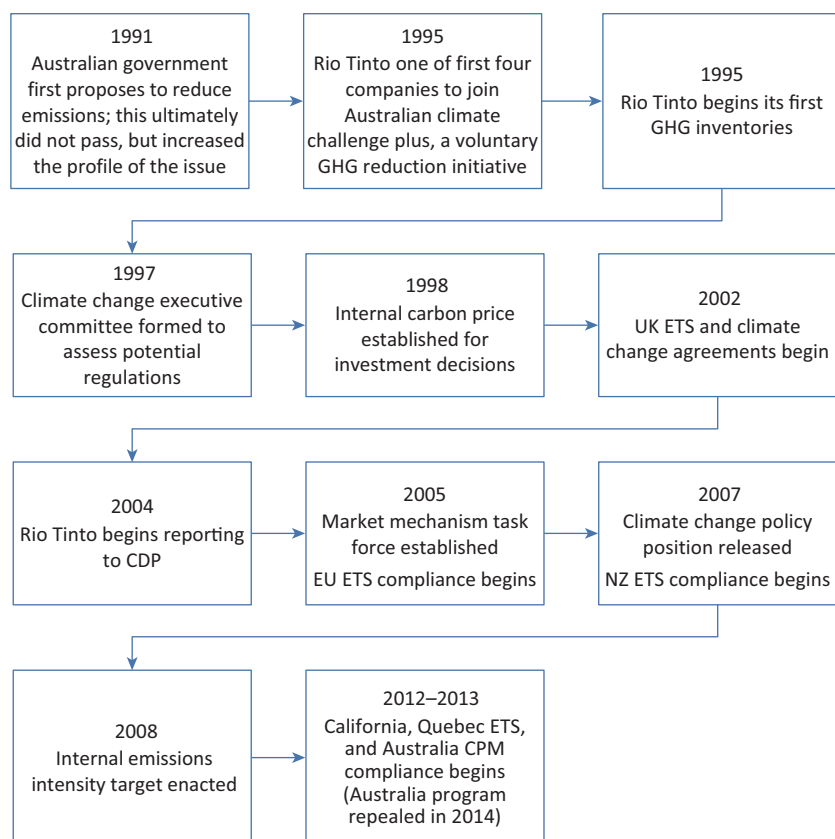 1991
Australian government
first proposes to reduce
emissions; this ultimately
did not pass, but increased
the profile of the issue
1995
Rio Tinto one of first four
companies to join
Australian climate
challenge plus, a voluntary
GHG reduction initiative
1995
Rio Tinto begins its first
GHG inventories
1997
Climate change executive
committee formed to
assess potential
regulations
1998
Internal carbon price
established for
investment decisions
2002
UK ETS and climate
change agreements begin
2004
Rio Tinto begins reporting
to CDP
2005
Market mechanism task
force established
EU ETS compliance begins
2007
Climate change policy
position released
NZ ETS compliance begins
2008
Internal emissions
intensity target enacted
2012–2013
California, Quebec ETS,
and Australia CPM
compliance begins
(Australia program
repealed in 2014)